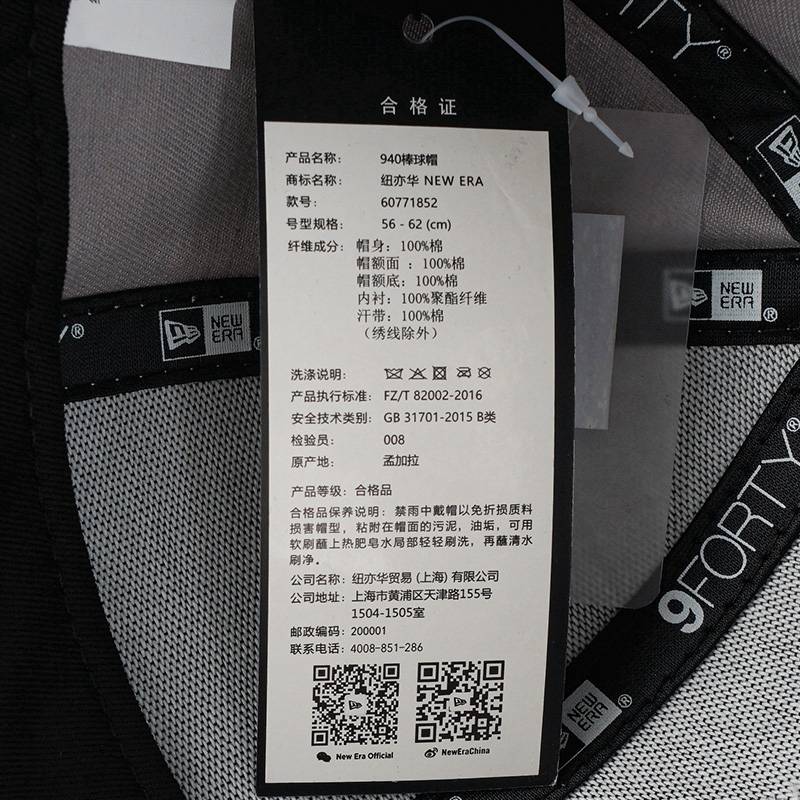 合格证
产品名称: 940棒球帽
商标名称: 纽亦华 NEW ERA
款号: 60771852
号型规格: 56 - 62 (cm)
纤维成分: 帽身: 100%棉
帽额面 : 100%棉
帽额底: 100%棉
内衬: 100%聚酯纤维
汗带: 100%棉
(绣线除外)
洗涤说明:
产品执行标准: FZ/T 82002-2016
安全技术类别: GB 31701-2015 B类
检验员: 008
原产地: 孟加拉
产品等级: 合格品
合格品保养说明: 禁雨中戴帽以免折损质料
损害帽型, 粘附在帽面的污泥, 油垢, 可用
软刷蘸上热肥皂水局部轻轻刷洗, 再蘸清水
刷净。
公司名称: 纽亦华贸易 (上海) 有限公司
公司地址: 上海市黄浦区天津路155号
1504-1505室
邮政编码: 200001
联系电话: 4008-851-286
New Era Official
NewEraChina
NEW ERA
NEW ERA®
9FORTY®
NEW ERA®
RTY®
®